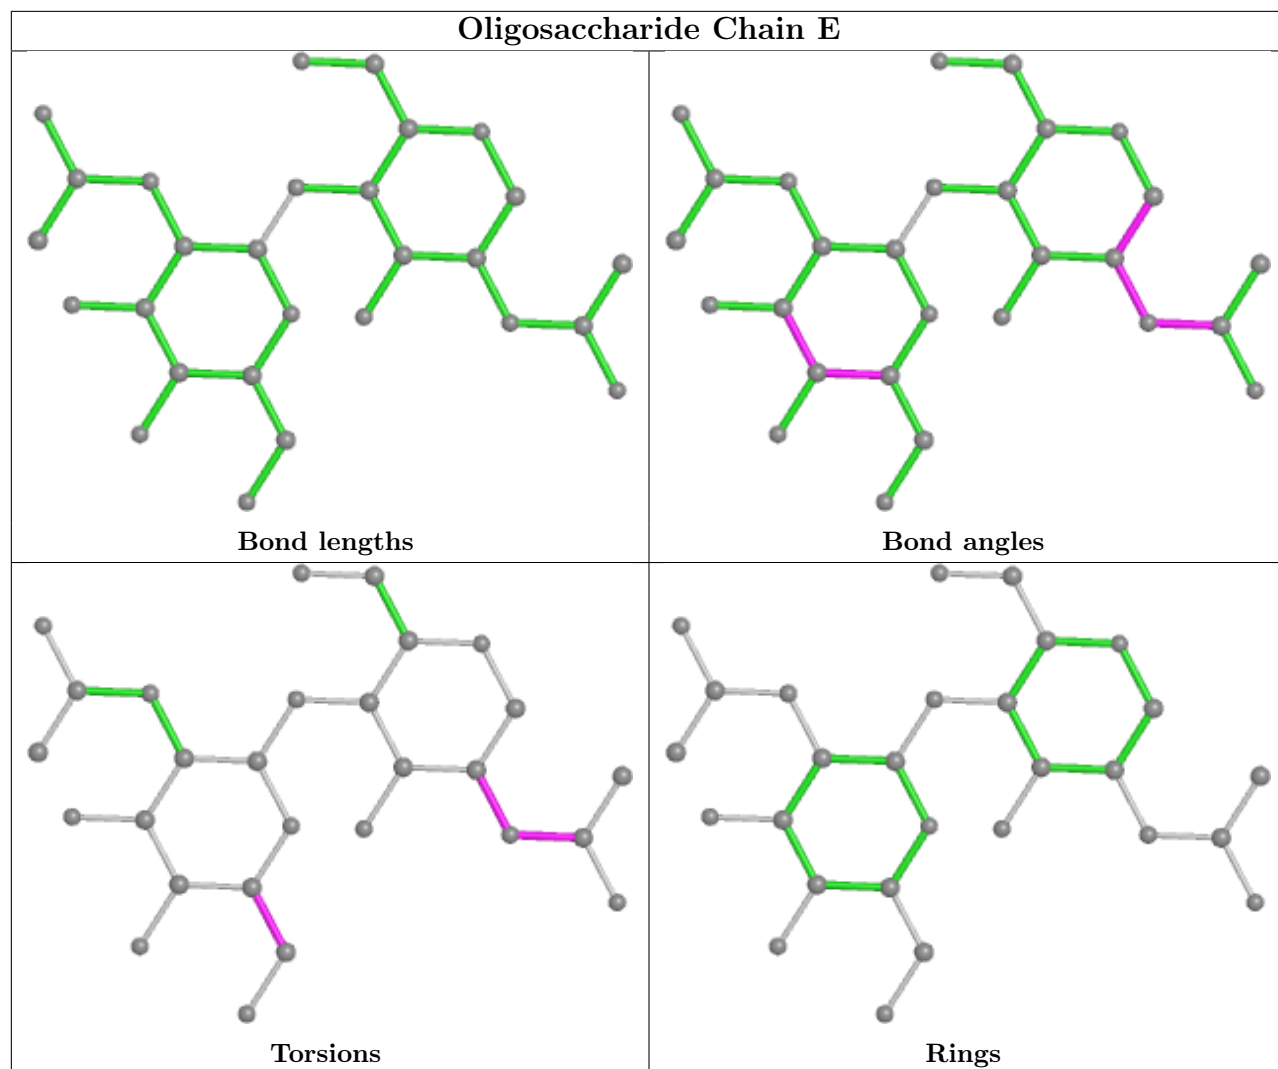 Oligosaccharide Chain E
Bond lengths
Bond angles
Torsions
Rings